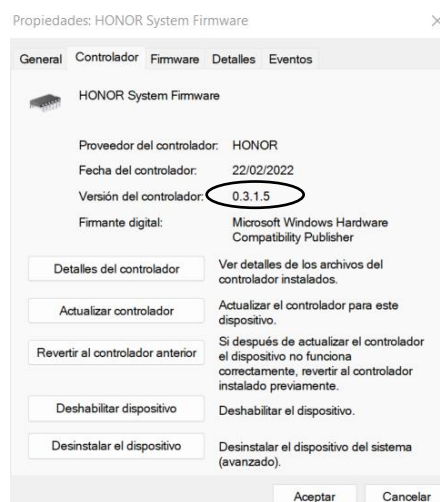 Propiedades: HONOR System Firmware
General Controlador Firmware Detalles Eventos
HONOR System Firmware
Proveedor del controlador: HONOR
Fecha del controlador: 22/02/2022
Versión del controlador: 0.3.1.5
Firmante digital: Microsoft Windows Hardware
Compatibility Publisher
Detalles del controlador
Ver detalles de los archivos del
controlador instalados.
Actualizar controlador
Actualizar el controlador para este
dispositivo.
Revertir al controlador anterior
Si después de actualizar el controlador
el dispositivo no funciona
correctamente, revertir al controlador
instalado previamente.
Deshabilitar dispositivo
Deshabilitar el dispositivo.
Desinstalar el dispositivo
Desinstalar el dispositivo del sistema
(avanzado).
Aceptar Cancelar